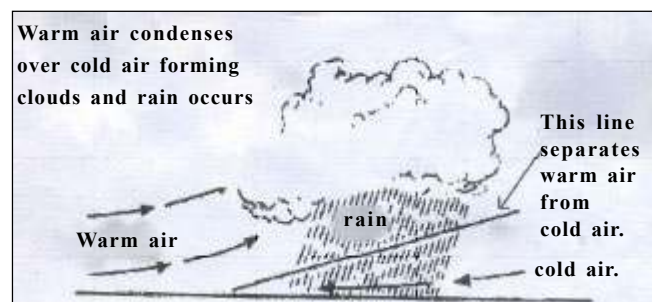 Warm air condenses
over cold air forming
clouds and rain occurs
This line
separates
warm air
from
cold air.
rain
Warm air
cold air.